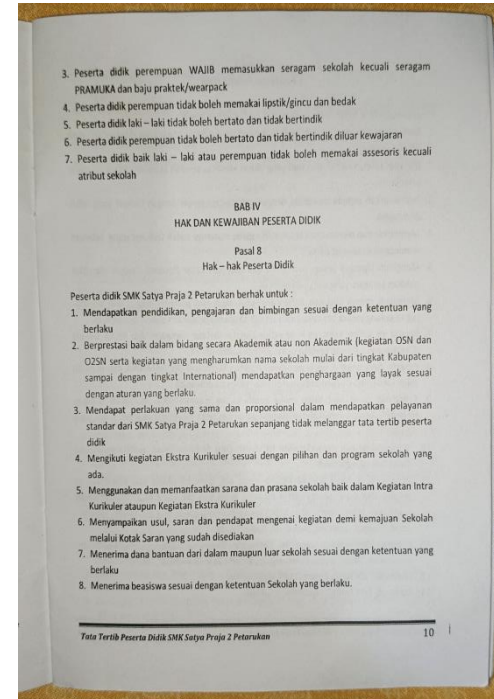 3. Peserta didik perempuan WAJIB memasukkan seragam sekolah kecuali seragam
PRAMUKA dan baju praktek/wearpack
4. Peserta didik perempuan tidak boleh memakai lipstik/gincu dan bedak
5. Peserta didik laki – laki tidak boleh bertato dan tidak bertindik
6. Peserta didik perempuan tidak boleh bertato dan tidak bertindik diluar kewajaran
7. Peserta didik baik laki – laki atau perempuan tidak boleh memakai assesoris kecuali
atribut sekolah
BAB IV
HAK DAN KEWAJIBAN PESERTA DIDIK
Pasal 8
Hak – hak Peserta Didik
Peserta didik SMK Satya Praja 2 Petarukan berhak untuk :
1. Mendapatkan pendidikan, pengajaran dan bimbingan sesuai dengan ketentuan yang
berlaku
2. Berprestasi baik dalam bidang secara Akademik atau non Akademik (kegiatan OSN dan
O2SN serta kegiatan yang mengharumkan nama sekolah mulai dari tingkat Kabupaten
sampai dengan tingkat International) mendapatkan penghargaan yang layak sesuai
dengan aturan yang berlaku.
3. Mendapat perlakuan yang sama dan proporsional dalam mendapatkan pelayanan
standar dari SMK Satya Praja 2 Petarukan sepanjang tidak melanggar tata tertib peserta
didik
4. Mengikuti kegiatan Ekstra Kurikuler sesuai dengan pilihan dan program sekolah yang
ada.
5. Menggunakan dan memanfaatkan sarana dan prasana sekolah baik dalam Kegiatan Intra
Kurikuler ataupun Kegiatan Ekstra Kurikuler
6. Menyampaikan usul, saran dan pendapat mengenai kegiatan demi kemajuan Sekolah
melalui Kotak Saran yang sudah disediakan
7. Menerima dana bantuan dari dalam maupun luar sekolah sesuai dengan ketentuan yang
berlaku
8. Menerima beasiswa sesuai dengan ketentuan Sekolah yang berlaku.
Tata Tertib Peserta Didik SMK Satya Praja 2 Petarukan 10